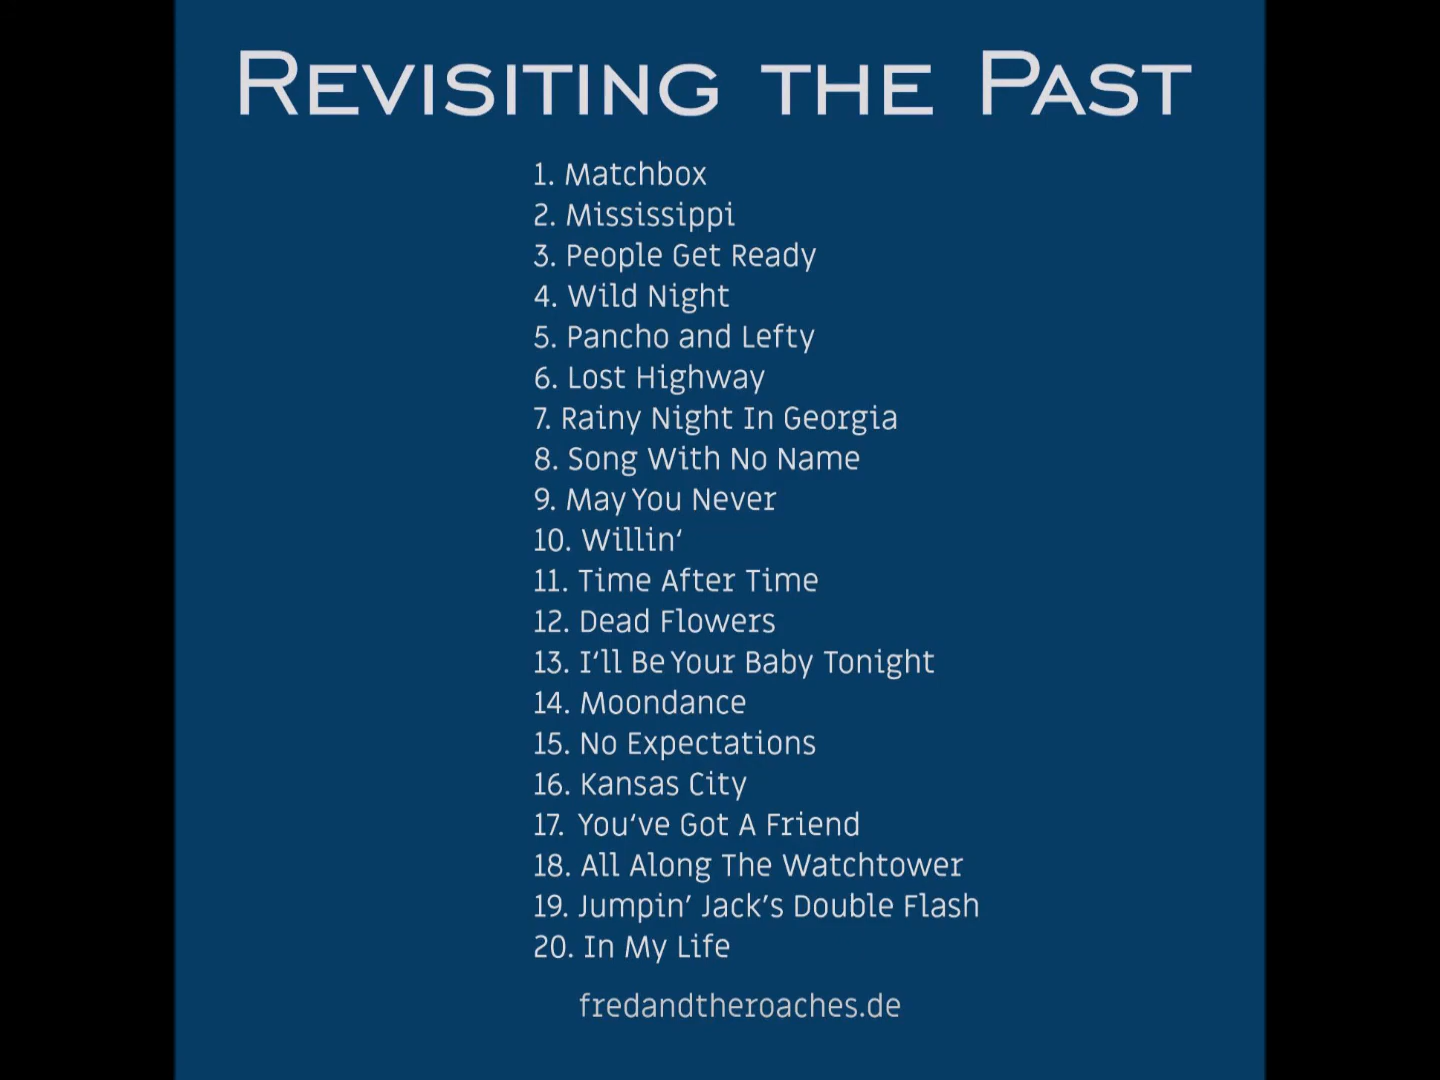 REVISITING THE PAST
1. Matchbox
2. Mississippi
3. People Get Ready
4. Wild Night
5. Pancho and Lefty
6. Lost Highway
7. Rainy Night In Georgia
8. Song With No Name
9. May You Never
10. Willin‘
11. Time After Time
12. Dead Flowers
13. I‘ll Be Your Baby Tonight
14. Moondance
15. No Expectations
16. Kansas City
17. You‘ve Got A Friend
18. All Along The Watchtower
19. Jumpin’ Jack’s Double Flash
20. In My Life
fredandtheroaches.de